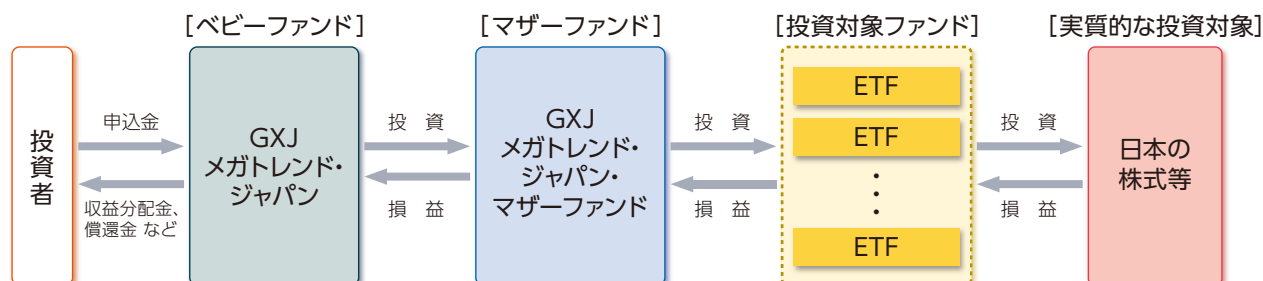 [ベビーファンド]
[マザーファンド]
[投資対象ファンド]
[実質的な投資対象]
投資者
申込金
収益分配金、
償還金 など
GXJ
メガトレンド・
ジャパン
投 資
損 益
GXJ
メガトレンド・
ジャパン・
マザーファンド
投 資
損 益
ETF
ETF
・
・
・
ETF
投 資
損 益
日本の
株式等